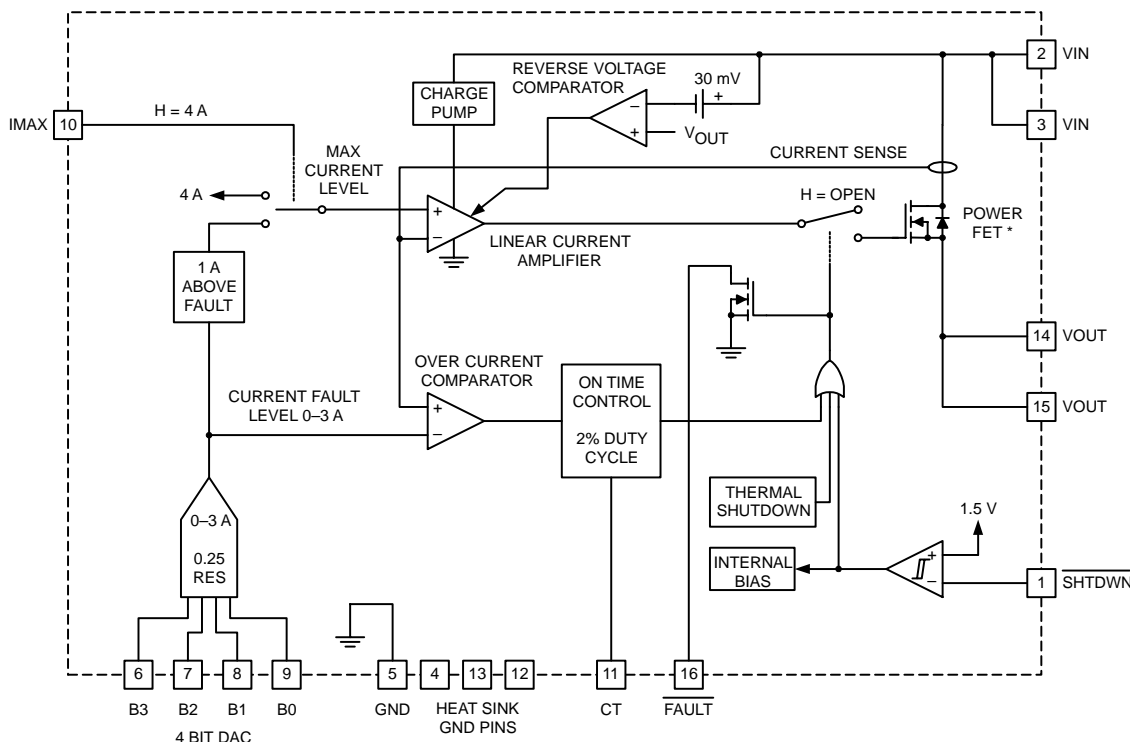 REVERSE VOLTAGE
COMPARATOR
30 mV
+
2
VIN
CHARGE
PUMP
–
+
VOUT
IMAX
10
H = 4 A
3
VIN
MAX
CURRENT
LEVEL
CURRENT SENSE
4 A
+
–
H = OPEN
LINEAR CURRENT
AMPLIFIER
POWER
FET *
1 A
ABOVE
FAULT
14
VOUT
OVER CURRENT
COMPARATOR
CURRENT FAULT
LEVEL 0–3 A
+
–
ON TIME
CONTROL
2% DUTY
CYCLE
15
VOUT
THERMAL
SHUTDOWN
1.5 V
0–3 A
0.25
RES
INTERNAL
BIAS
+
–
1
SHTDWN
6
7
8
9
5
4
13
12
11
16
B3
B2
B1
B0
GND
HEAT SINK
GND PINS
CT
FAULT
4 BIT DAC